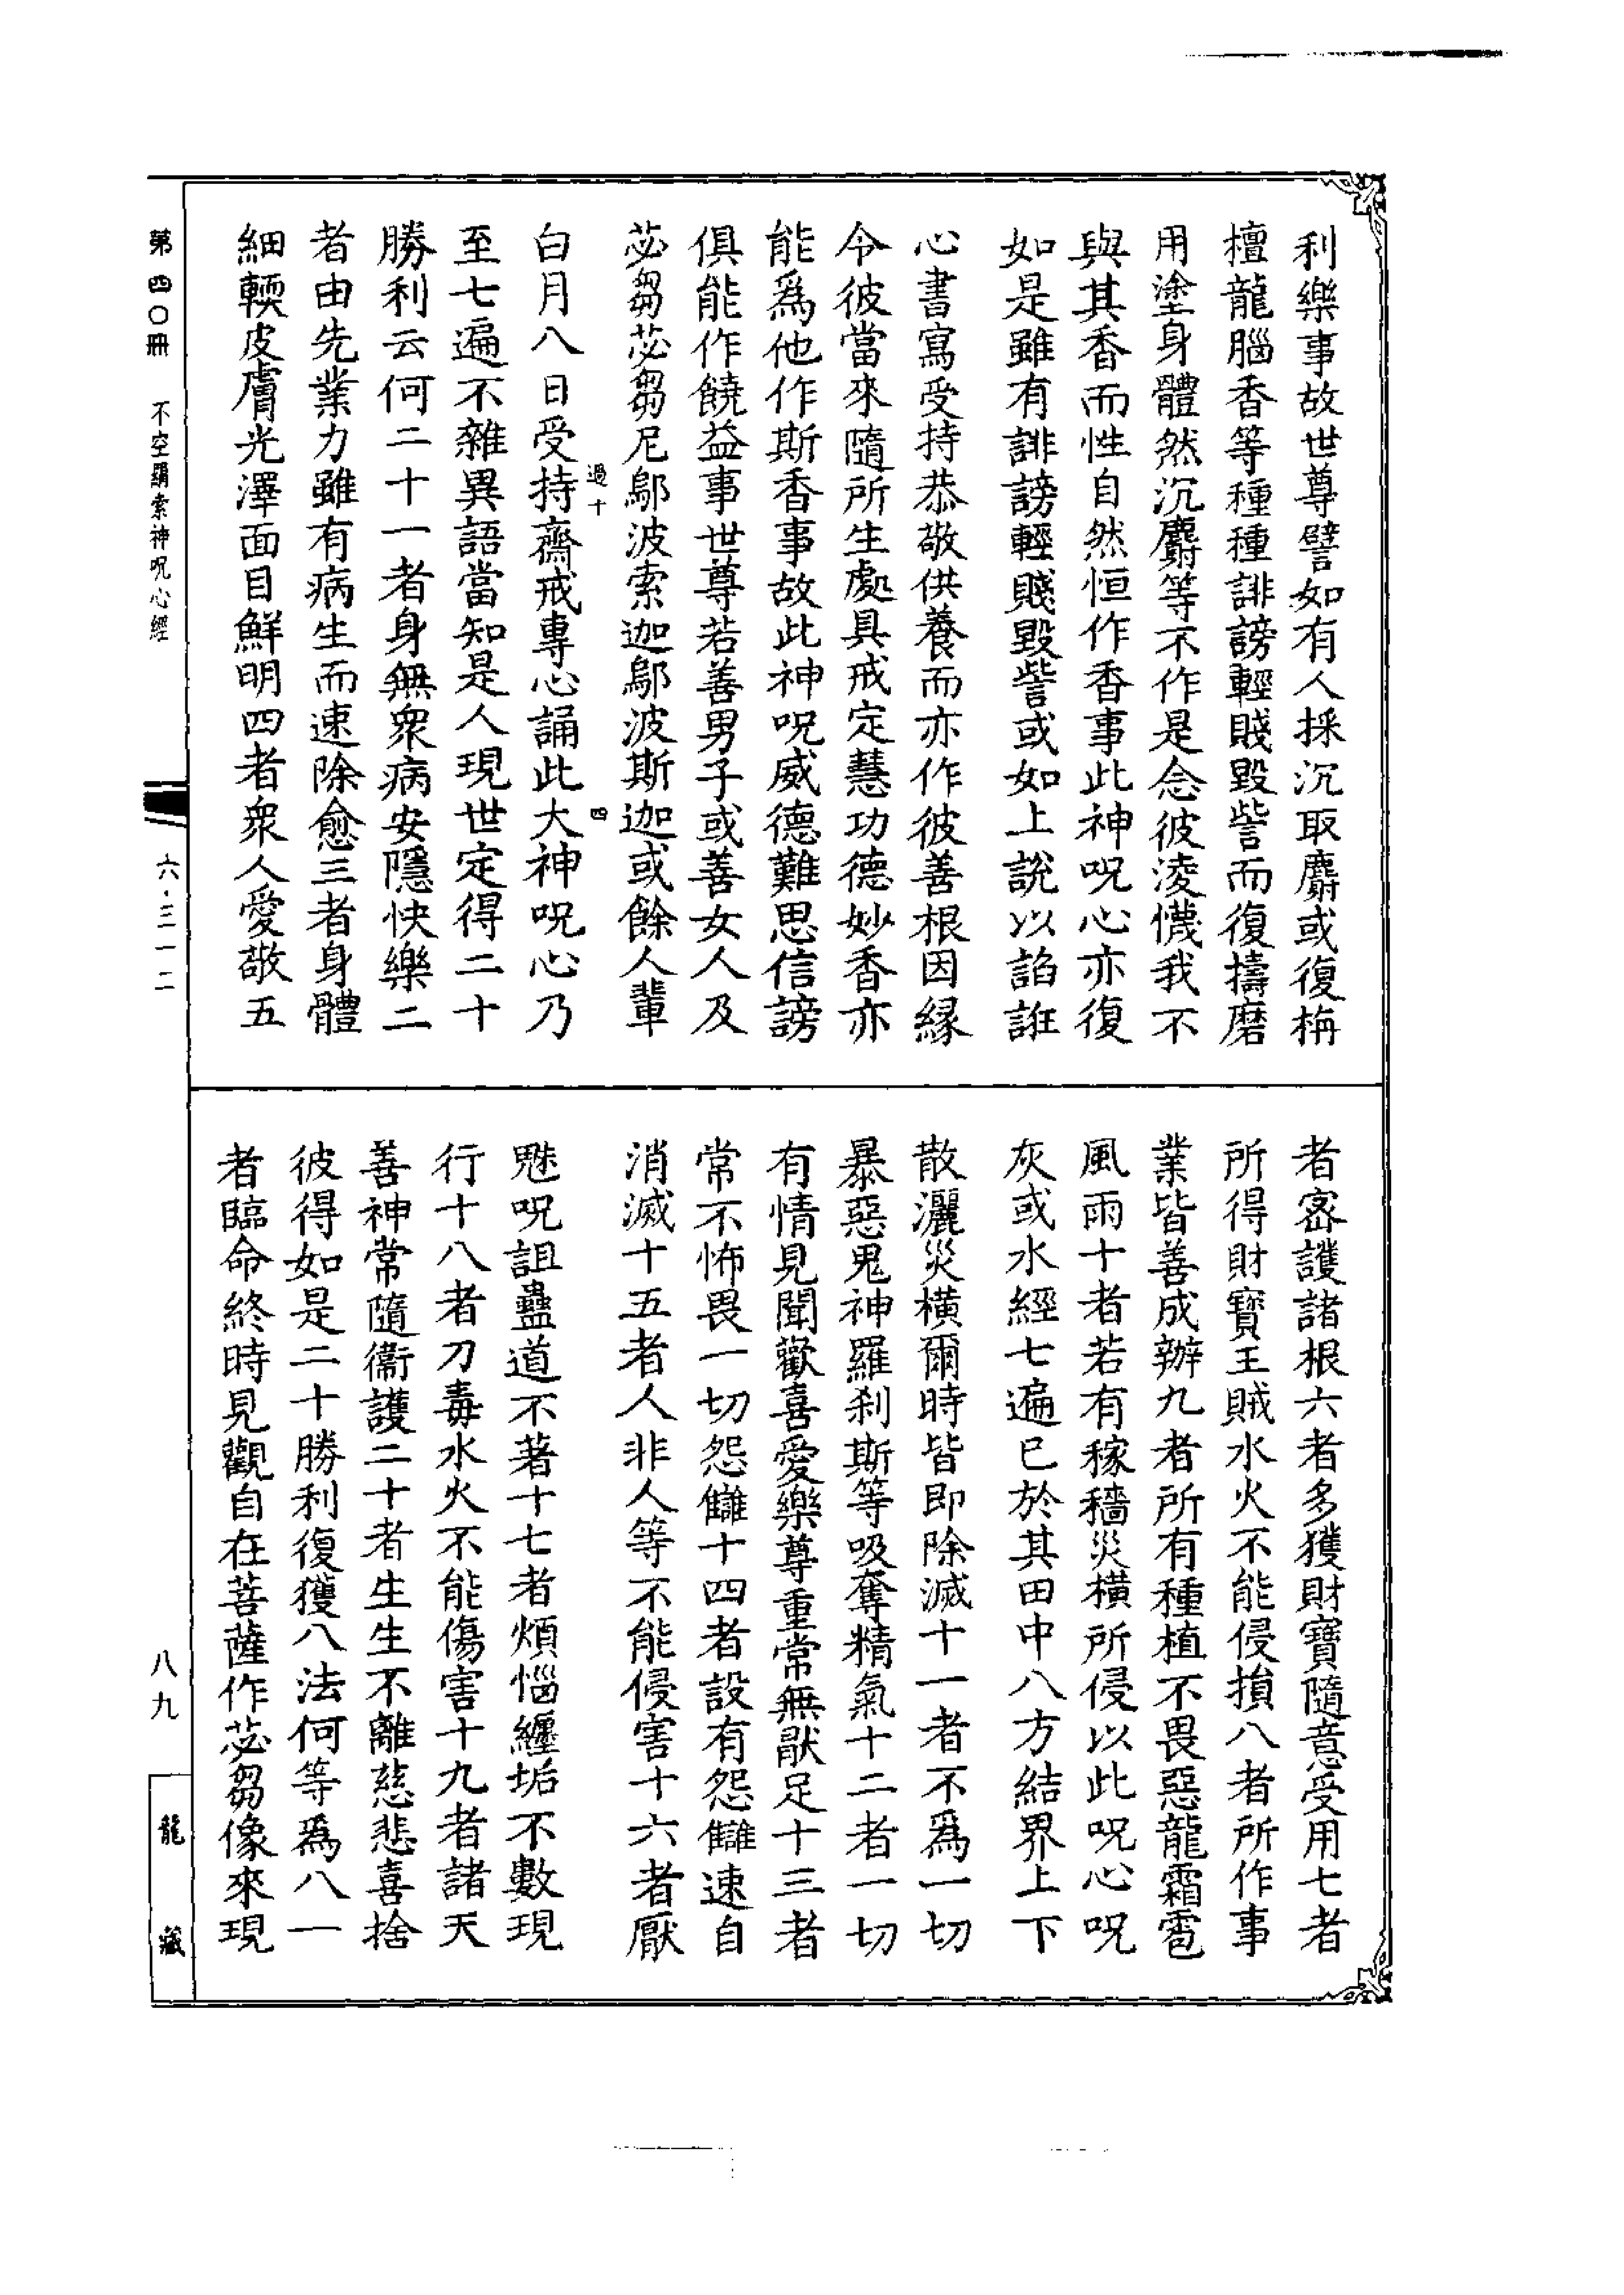 利樂事故世尊譬如有人採沉取麝或復栴
檀龍腦香等種種誹謗輕賤毀訾而復擣磨
用塗身體然沉麝等不作是念彼淩懱我不
與其香而性自然恒作香事此神呪心亦復
如是雖有誹謗輕賤毀訾或如上說以諂誑
心書寫受持恭敬供養而亦作彼善根因緣
令彼當來隨所生處具戒定慧功德妙香亦
能爲他作斯香事故此神呪威德難思信謗
俱能作饒益事世尊若善男子或善女人及
苾芻苾芻尼鄔波索迦鄔波斯迦或餘人輩
過十
四
白月八日受持齋戒專心誦此大神呪心乃
至七遍不雜異語當知是人現世定得二十
勝利云何二十一者身無衆病安隱快樂二
者由先業力雖有病生而速除愈三者身體
細輭皮膚光澤面目鮮明四者衆人愛敬五
者密護諸根六者多獲財寶隨意受用七者
所得財寶王賊水火不能侵損八者所作事
業皆善成辦九者所有種植不畏惡龍霜雹
風雨十者若有稼穡災橫所侵以此呪心呪
灰或水經七遍已於其田中八方結界上下
散灑災橫爾時皆即除滅十一者不爲一切
暴惡鬼神羅刹斯等吸奪精氣十二者一切
有情見聞歡喜愛樂尊重常無猒足十三者
常不怖畏一切怨讎十四者設有怨讎速自
消滅十五者人非人等不能侵害十六者厭
魅呪詛蠱道不著十七者煩惱纏垢不數現
行十八者刀毒水火不能傷害十九者諸天
善神常隨衞護二十者生生不離慈悲喜捨
彼得如是二十勝利復獲八法何等爲八一
者臨命終時見觀自在菩薩作苾芻像來現
第四〇冊 不空羂索神呪心經 六·三一二 八九 龍藏